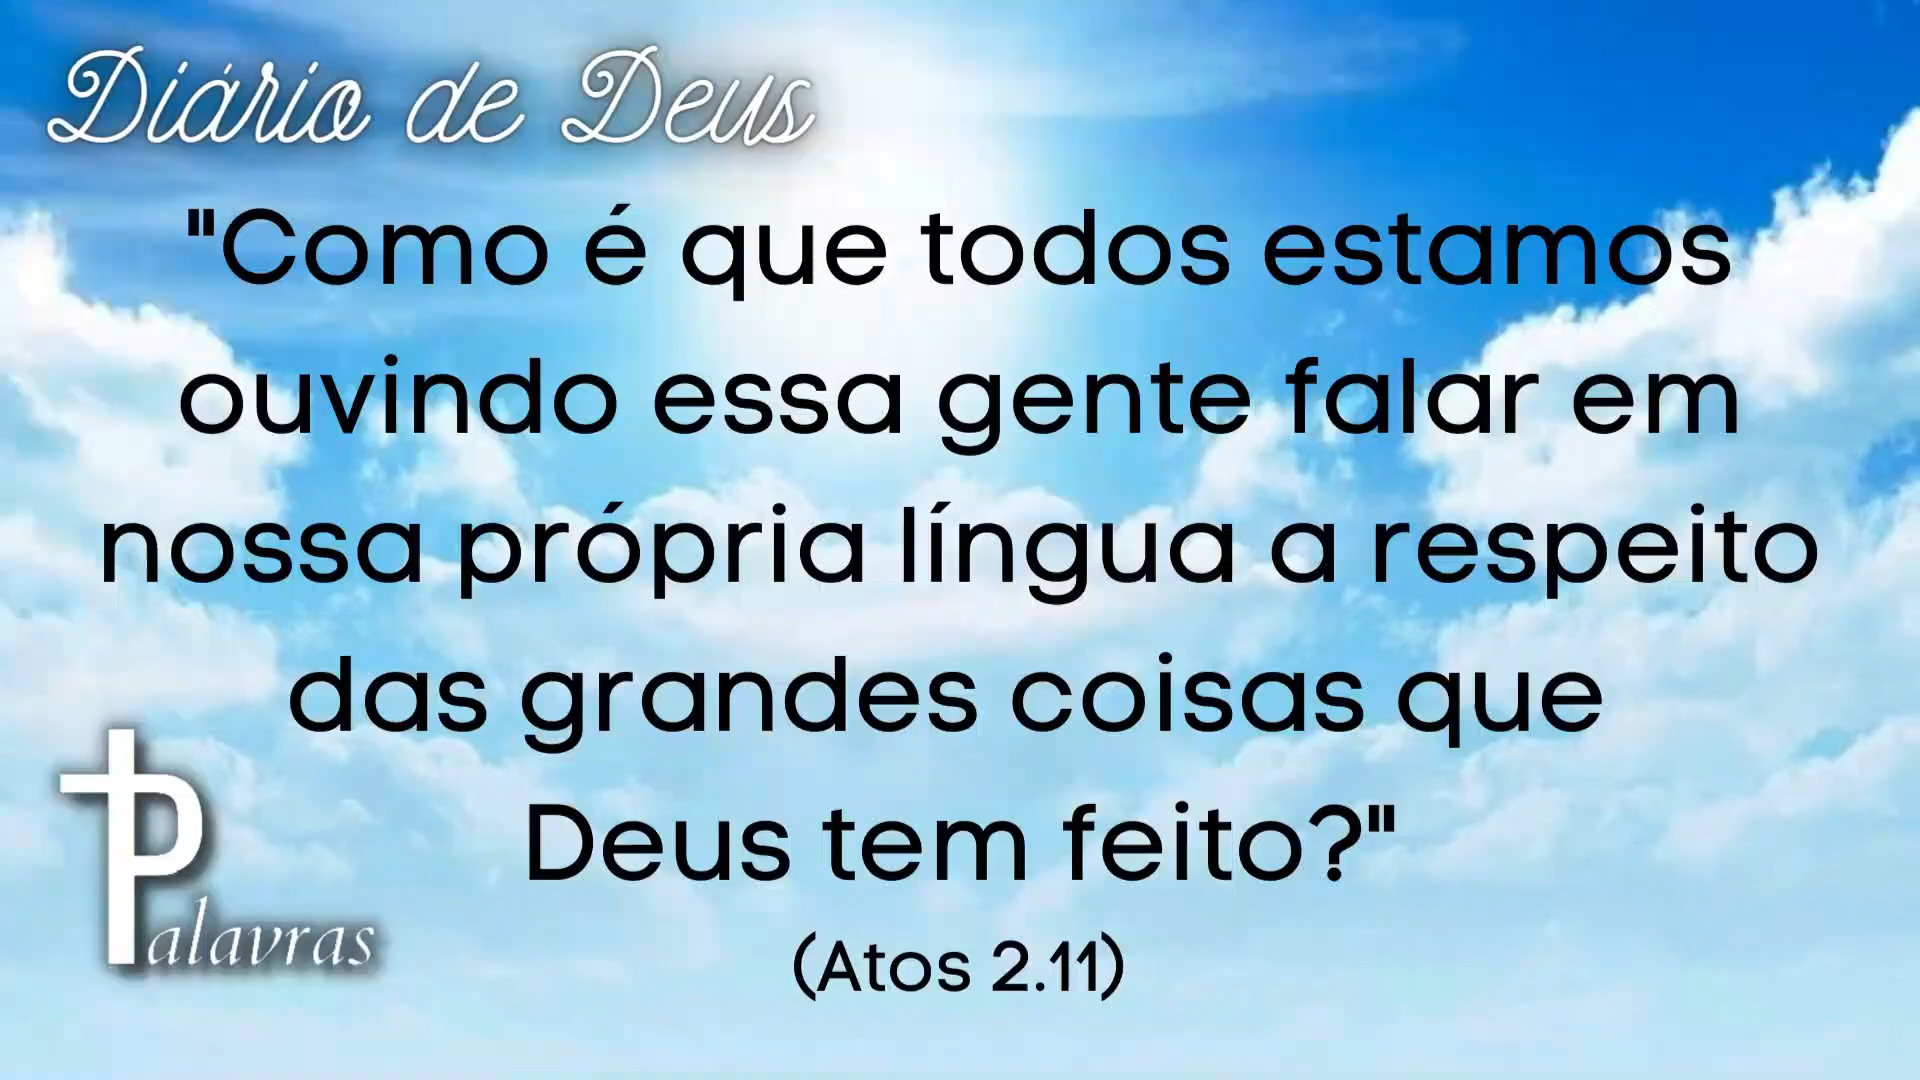 Diário de Deus
"Como é que todos estamos
ouvindo essa gente falar em
nossa própria língua a respeito
das grandes coisas que
Deus tem feito?"
(Atos 2.11)
Palavras